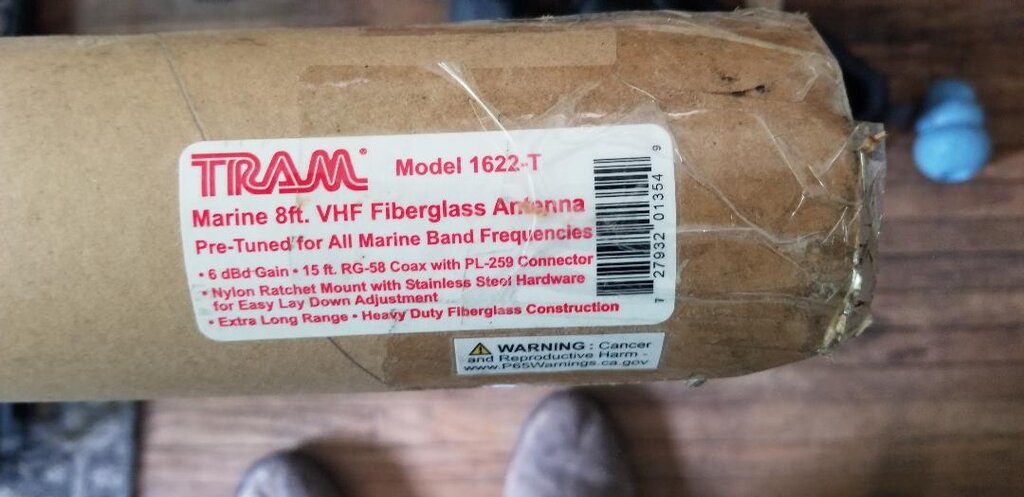 TRAM®
Model 1622-T
Marine 8ft. VHF Fiberglass Antenna
Pre-Tuned for All Marine Band Frequencies
• 6 dBd Gain • 15 ft. RG-58 Coax with PL-259 Connector
• Nylon Ratchet Mount with Stainless Steel Hardware
for Easy Lay Down Adjustment
• Extra Long Range • Heavy Duty Fiberglass Construction
7 27932 01354 9
WARNING : Cancer
and Reproductive Harm -
www.P65Warnings.ca.gov